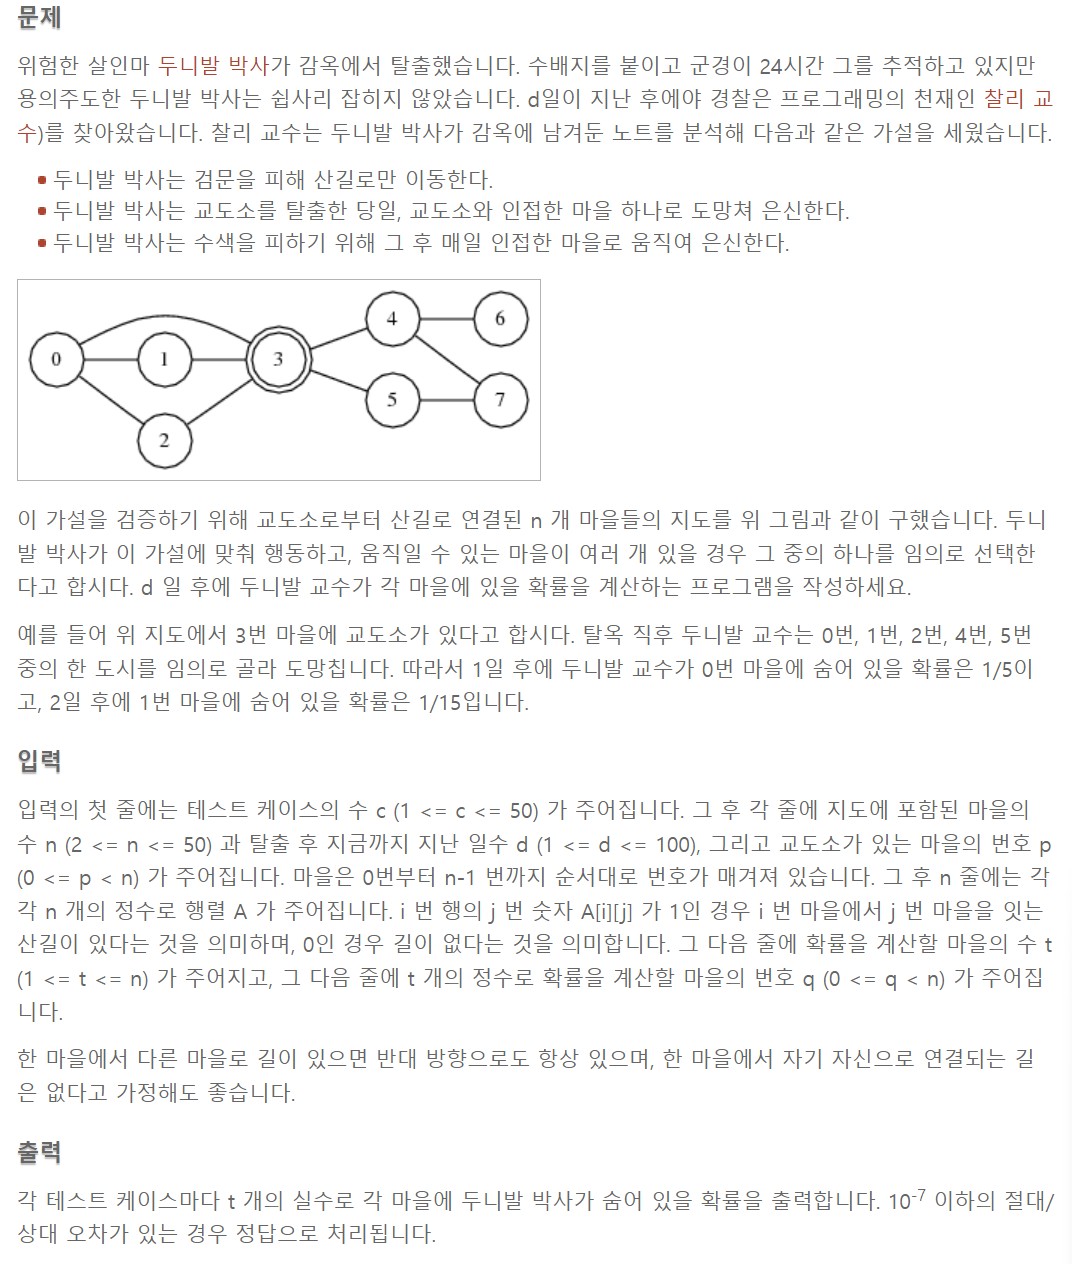 문제
위험한 살인마 두니발 박사가 감옥에서 탈출했습니다. 수배지를 붙이고 군경이 24시간 그를 추적하고 있지만
용의주도한 두니발 박사는 쉽사리 잡히지 않았습니다. d일이 지난 후에야 경찰은 프로그래밍의 천재인 찰리 교
수)를 찾아왔습니다. 찰리 교수는 두니발 박사가 감옥에 남겨둔 노트를 분석해 다음과 같은 가설을 세웠습니다.
두니발 박사는 검문을 피해 산길로만 이동한다.
두니발 박사는 교도소를 탈출한 당일, 교도소와 인접한 마을 하나로 도망쳐 은신한다.
두니발 박사는 수색을 피하기 위해 그 후 매일 인접한 마을로 움직여 은신한다.
4 6
0 1 3
5 7
2
이 가설을 검증하기 위해 교도소로부터 산길로 연결된 n 개 마을들의 지도를 위 그림과 같이 구했습니다. 두니
발 박사가 이 가설에 맞춰 행동하고, 움직일 수 있는 마을이 여러 개 있을 경우 그 중의 하나를 임의로 선택한
다고 합시다. d 일 후에 두니발 교수가 각 마을에 있을 확률을 계산하는 프로그램을 작성하세요.
예를 들어 위 지도에서 3번 마을에 교도소가 있다고 합시다. 탈옥 직후 두니발 교수는 0번, 1번, 2번, 4번, 5번
중의 한 도시를 임의로 골라 도망칩니다. 따라서 1일 후에 두니발 교수가 0번 마을에 숨어 있을 확률은 1/5이
고, 2일 후에 1번 마을에 숨어 있을 확률은 1/15입니다.
입력
입력의 첫 줄에는 테스트 케이스의 수 c (1 <= c <= 50) 가 주어집니다. 그 후 각 줄에 지도에 포함된 마을의
수 n (2 <= n <= 50) 과 탈출 후 지금까지 지난 일수 d (1 <= d <= 100), 그리고 교도소가 있는 마을의 번호 p
(0 <= p < n) 가 주어집니다. 마을은 0번부터 n-1 번까지 순서대로 번호가 매겨져 있습니다. 그 후 n 줄에는 각
각 n 개의 정수로 행렬 A 가 주어집니다. i 번 행의 j 번 숫자 A[i][j] 가 1인 경우 i 번 마을에서 j 번 마을을 잇는
산길이 있다는 것을 의미하며, 0인 경우 길이 없다는 것을 의미합니다. 그 다음 줄에 확률을 계산할 마을의 수 t
(1 <= t <= n) 가 주어지고, 그 다음 줄에 t 개의 정수로 확률을 계산할 마을의 번호 q (0 <= q < n) 가 주어집
니다.
한 마을에서 다른 마을로 길이 있으면 반대 방향으로도 항상 있으며, 한 마을에서 자기 자신으로 연결되는 길
은 없다고 가정해도 좋습니다.
출력
각 테스트 케이스마다 t 개의 실수로 각 마을에 두니발 박사가 숨어 있을 확률을 출력합니다. 10⁻⁷ 이하의 절대/
상대 오차가 있는 경우 정답으로 처리됩니다.